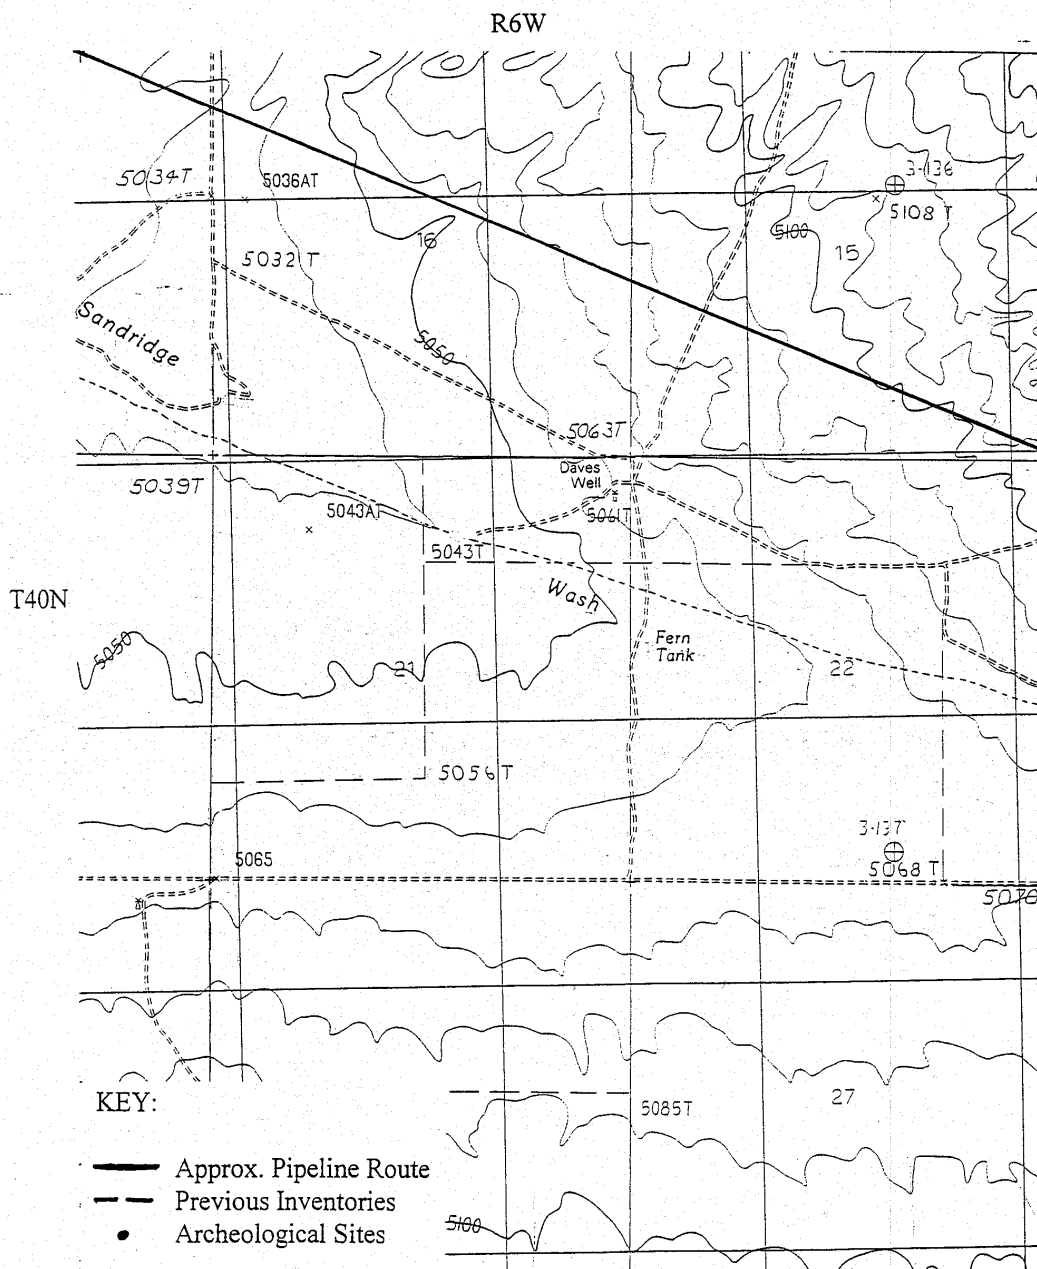 R6W
3-136
5034T
5036AT
5108 T
5100
16
15
5032 T
Sandridge
5050
5063T
Daves
Well
5039T
5043AT
5061T
5043T
T40N
Wash
Fern
Tank
5050
21
22
5056T
3-137
5065
5068 T
5076
KEY:
27
5085T
Approx. Pipeline Route
Previous Inventories
5100
Archeological Sites